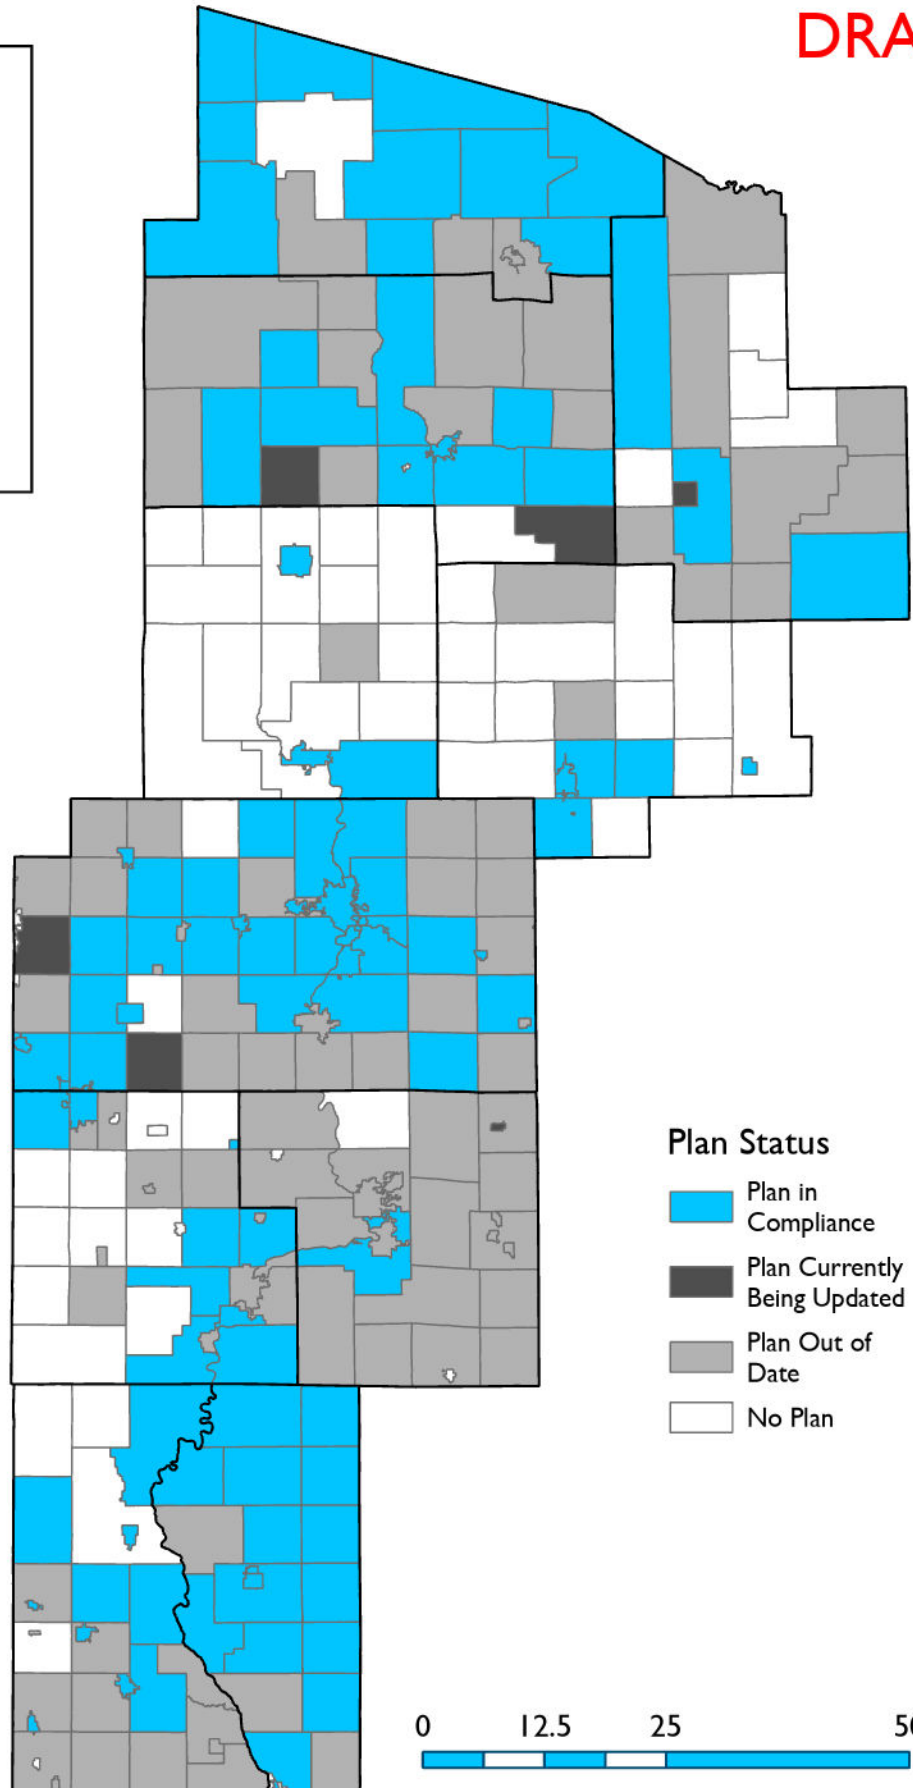 DRA
Plan Status
Plan in
Compliance
Plan Currently
Being Updated
Plan Out of
Date
No Plan
0 12.5 25 50